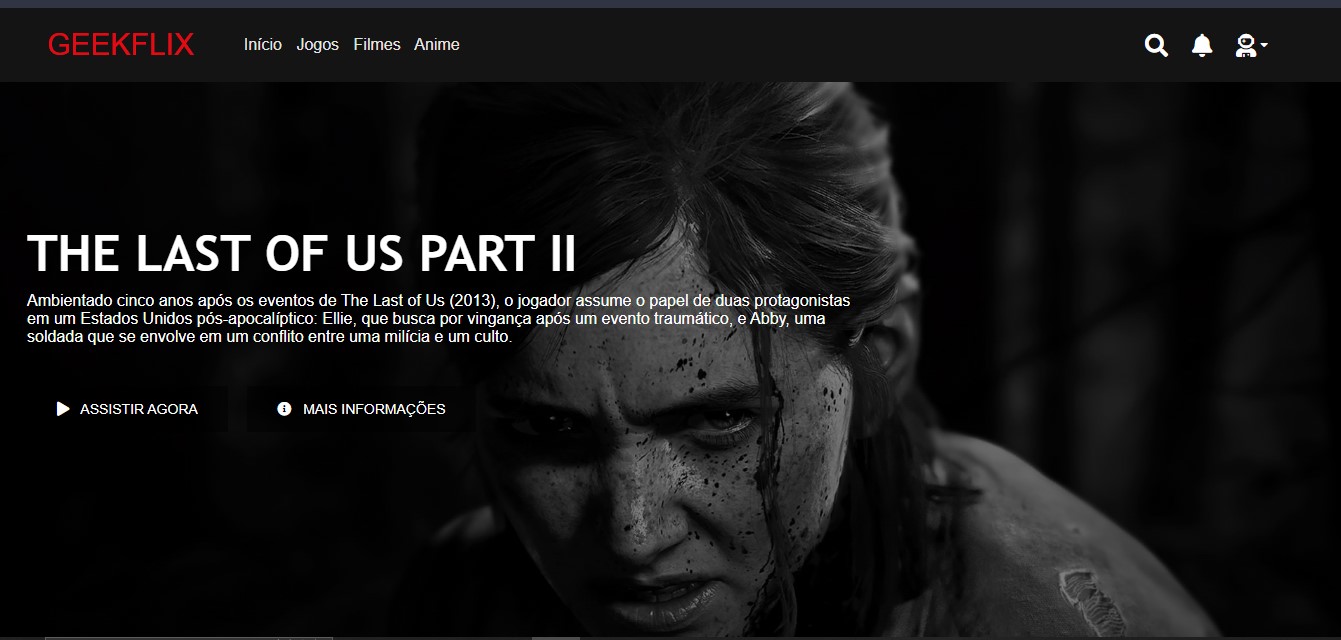 GEEKFLIX
Início Jogos Filmes Anime
THE LAST OF US PART II
Ambientado cinco anos após os eventos de The Last of Us (2013), o jogador assume o papel de duas protagonistas
em um Estados Unidos pós-apocalíptico: Ellie, que busca por vingança após um evento traumático, e Abby, uma
soldada que se envolve em um conflito entre uma milícia e um culto.
ASSISTIR AGORA
MAIS INFORMAÇÕES